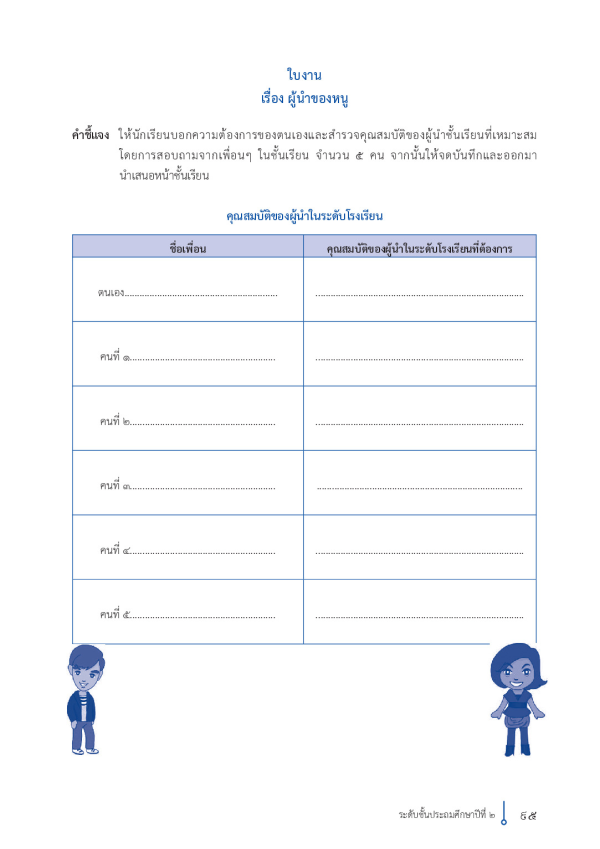 ใบงาน
เรื่อง ผู้นำของหนู
คำชี้แจง ให้นักเรียนบอกความต้องการของตนเองและสำรวจคุณสมบัติของผู้นำชั้นเรียนที่เหมาะสม
โดยการสอบถามจากเพื่อนๆ ในชั้นเรียน จำนวน ๕ คน จากนั้นให้จดบันทึกและออกมา
นำเสนอหน้าชั้นเรียน
คุณสมบัติของผู้นำในระดับโรงเรียน
ชื่อเพื่อน คุณสมบัติของผู้นำในระดับโรงเรียนที่ต้องการ
ตนเอง............................................................. ...................................................................................
คนที่ ๑.......................................................... ...................................................................................
คนที่ ๒.......................................................... ...................................................................................
คนที่ ๓.......................................................... ..................................................................................
คนที่ ๔.......................................................... ...................................................................................
คนที่ ๕.......................................................... ...................................................................................
ระดับชั้นประถมศึกษาปีที่ ๒ ๔๕